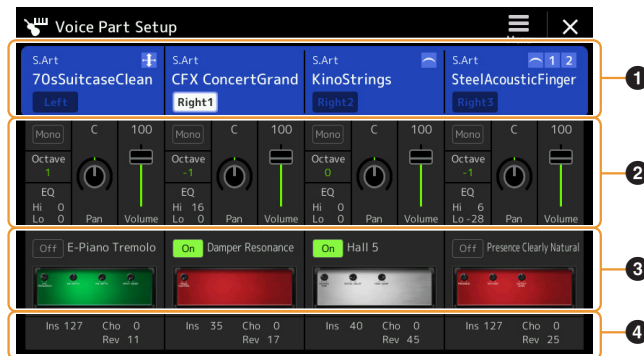 Voice Part Setup
S.Art S.Art S.Art S.Art 1 2
70sSuitcaseClean CFX ConcertGrand KinoStrings SteelAcousticFinger
Left Right1 Right2 Right3
1
Mono C 100 Mono C 100 Mono C 100 Mono C 100
Octave Octave Octave Octave
1 -1 0 -1
2
EQ EQ EQ EQ
Hi 0 Hi 16 Hi 0 Hi 6
Lo 0 Pan Volume Lo 0 Pan Volume Lo 0 Pan Volume Lo -28 Pan Volume
Off E-Piano Tremolo On Damper Resonance On Hall 5 Off Presence Clearly Natural
3
Ins 127 Cho 0 Ins 35 Cho 0 Ins 40 Cho 0 Ins 127 Cho 0
Rev 11 Rev 17 Rev 45 Rev 25
4